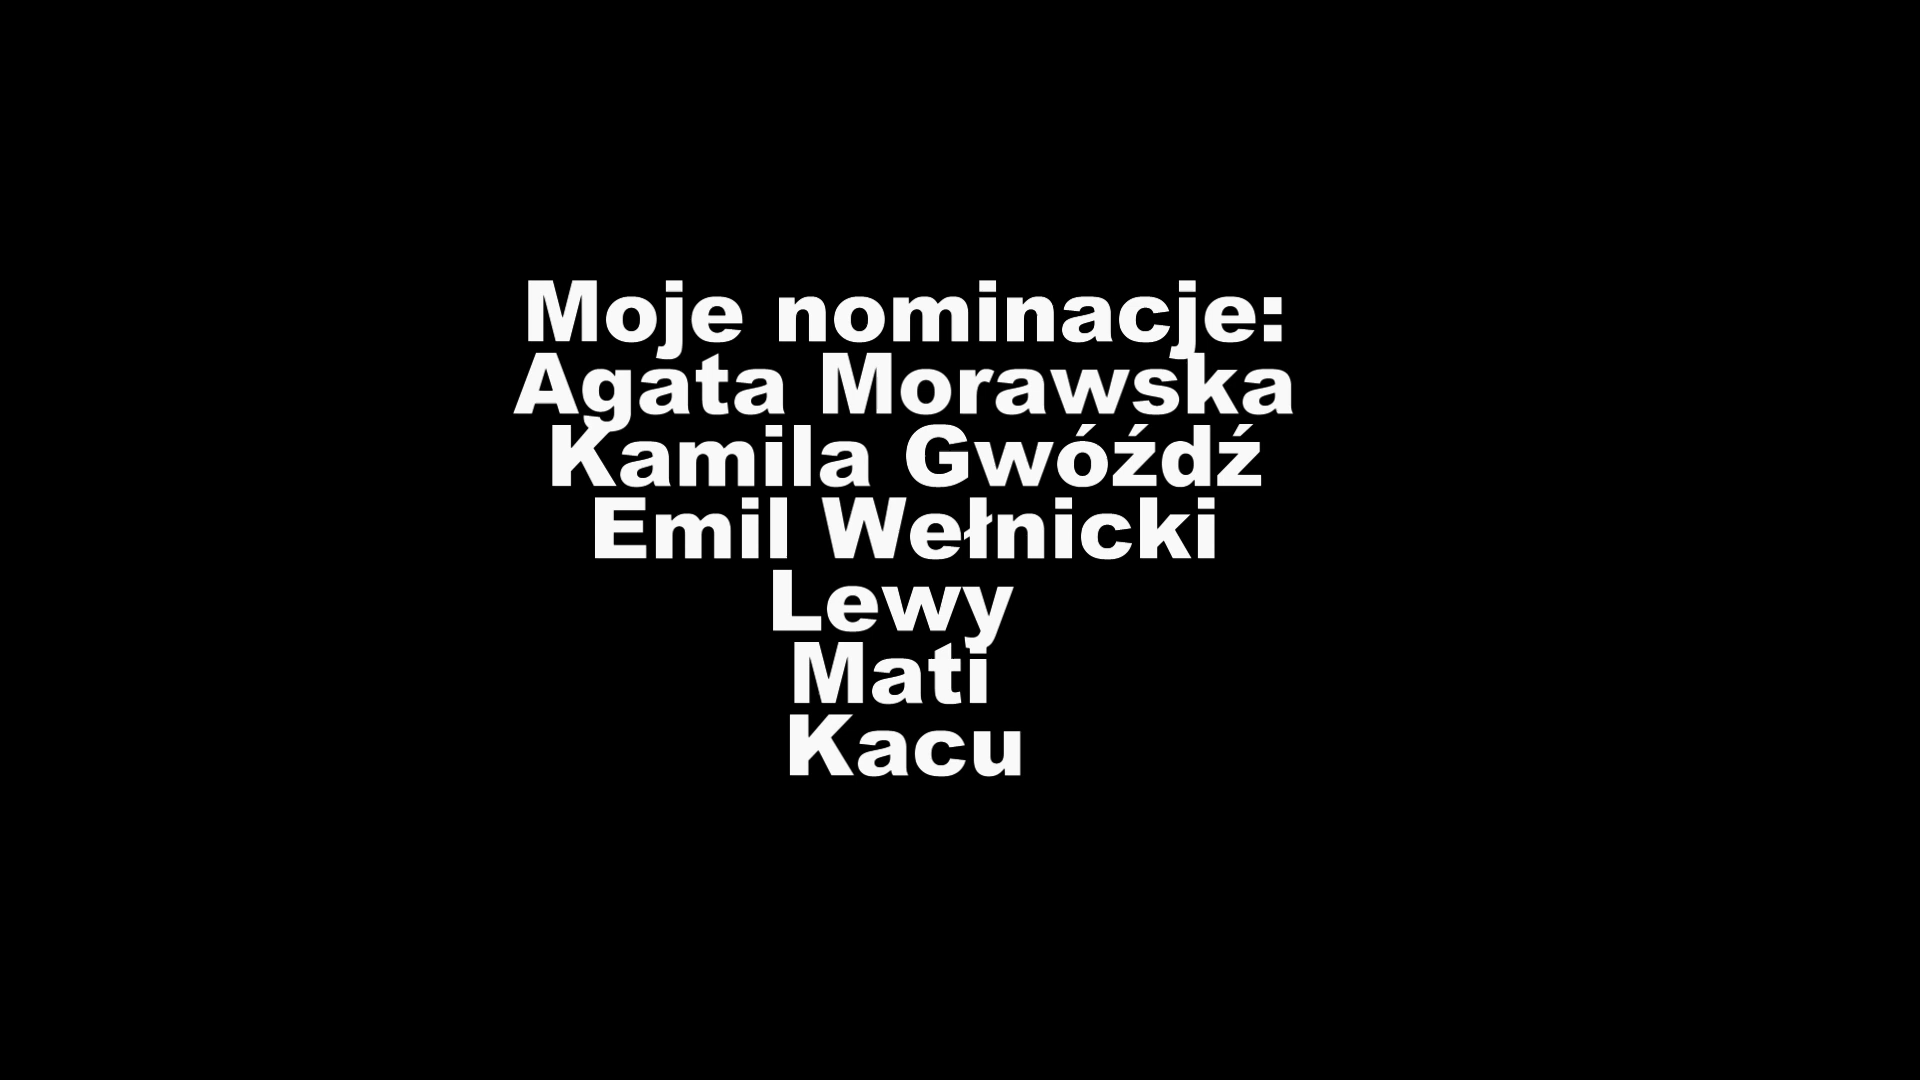 Moje nominacje:
Agata Morawska
Kamila Gwóźdź
Emil Wełnicki
Lewy
Mati
Kacu